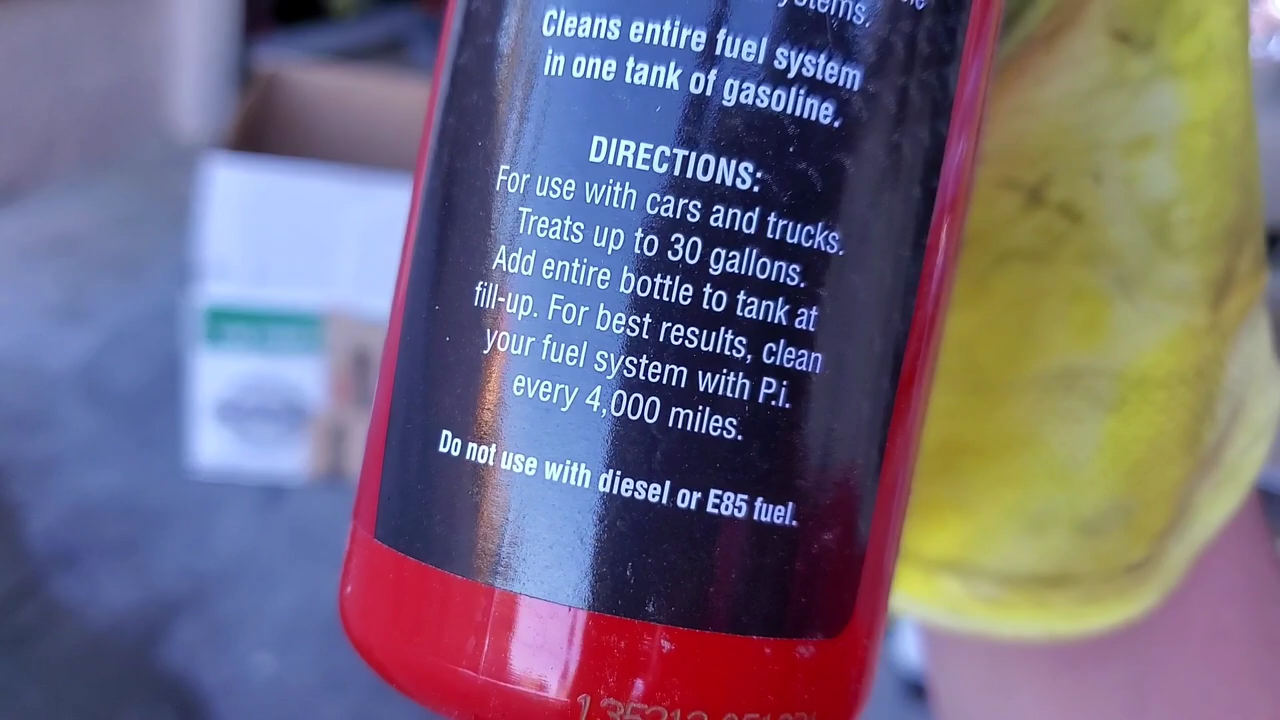 systems.
Cleans entire fuel system
in one tank of gasoline.
DIRECTIONS:
For use with cars and trucks.
Treats up to 30 gallons.
Add entire bottle to tank at
fill-up. For best results, clean
your fuel system with P.i.
every 4,000 miles.
Do not use with diesel or E85 fuel.